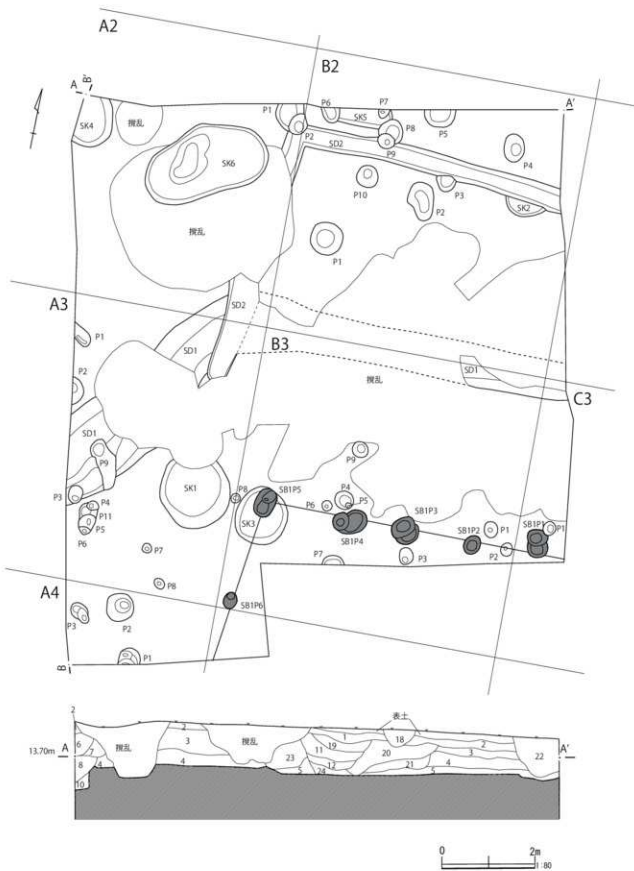 A2
B2
A
B'
A'
SK4
撹乱
P1
P6
P7
SK5
P5
P2
P8
SD2
P9
P4
SK6
P10
P3
P2
SK2
撹乱
P1
A3
SD2
B3
SD1
P1
撹乱
SD1
C3
P2
SD1
P9
P9
P3
P4
P11
P5
P6
SK1
P8
SB1P5
P6
P4
P5
SB1P3
SB1P1
P1
SK3
SB1P4
SB1P2
P1
P7
P2
P7
P3
P8
A4
SB1P6
P3
P2
P1
B
表土
2
2
1
18
2
13.70m
A
6
撹乱
3
撹乱
19
20
3
22
A'
7
11
8
4
4
23
12
21
4
10
5
24
5
0
2m
1:80